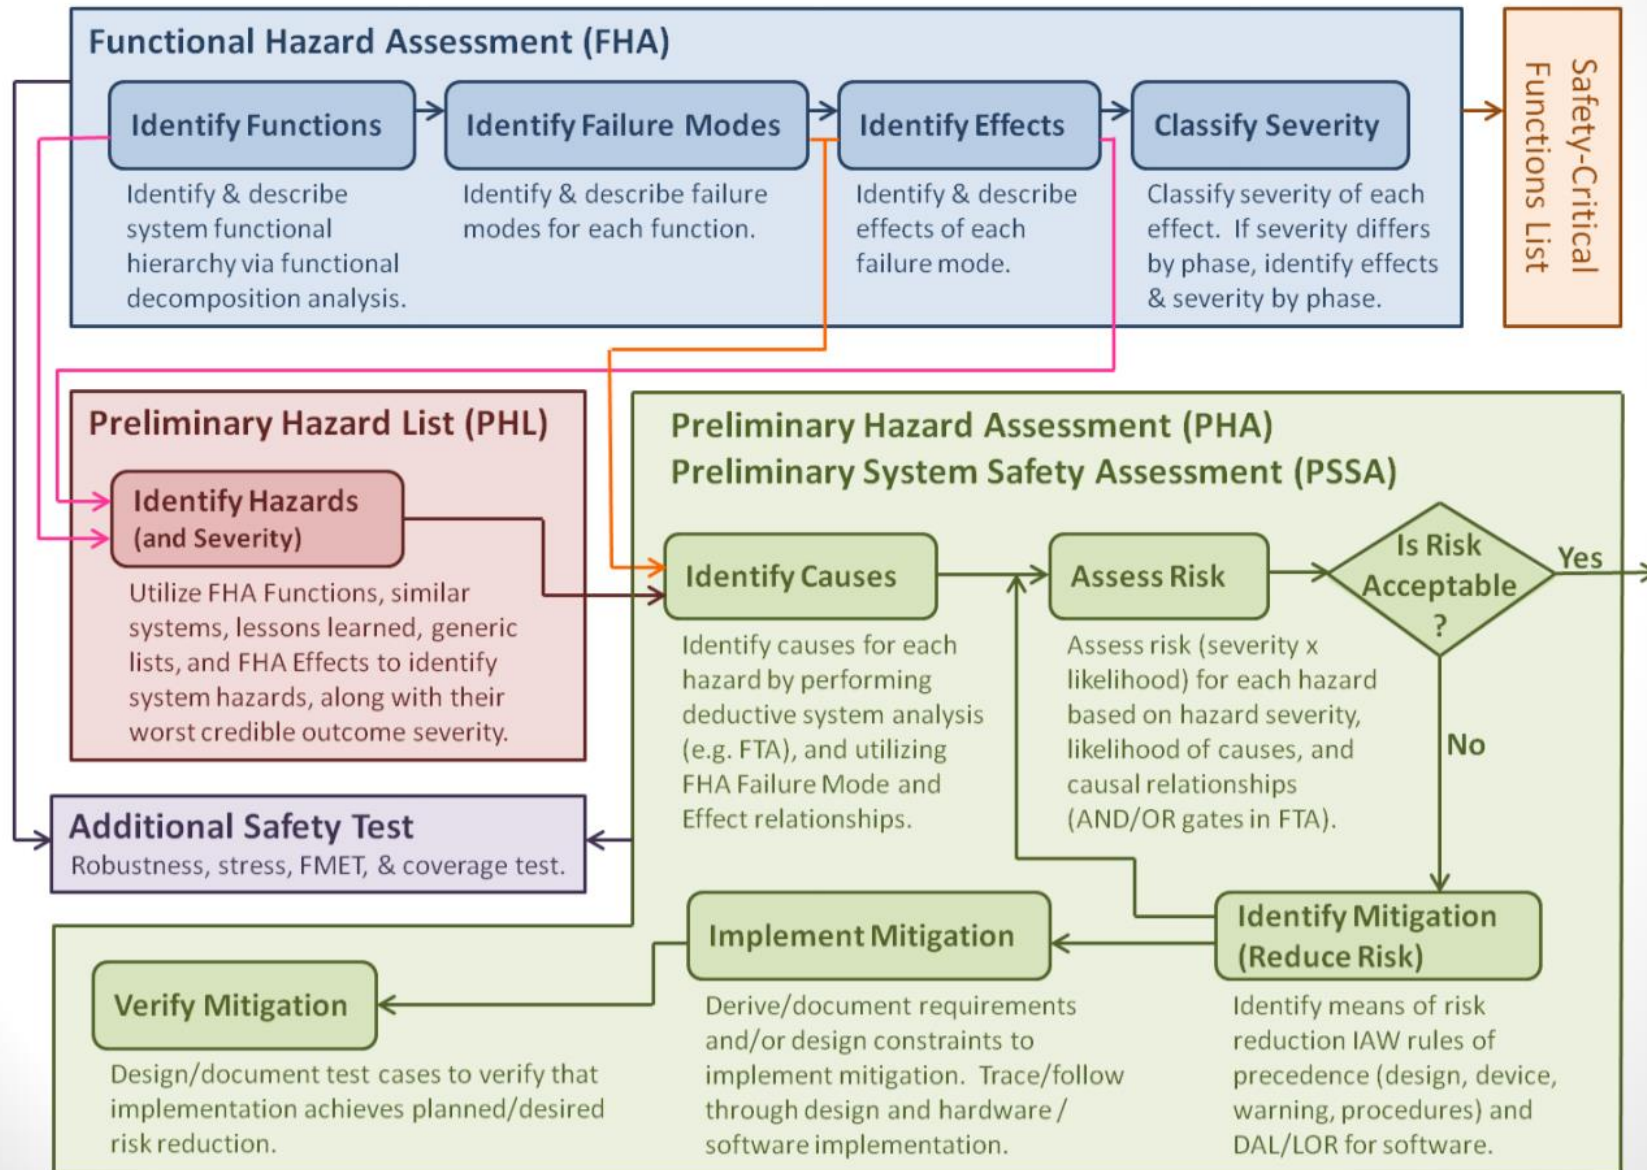 Functional Hazard Assessment (FHA)
Identify Functions
Identify & describe
system functional
hierarchy via functional
decomposition analysis.
Identify Failure Modes
Identify & describe failure
modes for each function.
Identify Effects
Identify & describe
effects of each
failure mode.
Classify Severity
Classify severity of each
effect. If severity differs
by phase, identify effects
& severity by phase.
Safety-Critical
Functions List
Preliminary Hazard List (PHL)
Identify Hazards
(and Severity)
Utilize FHA Functions, similar
systems, lessons learned, generic
lists, and FHA Effects to identify
system hazards, along with their
worst credible outcome severity.
Additional Safety Test
Robustness, stress, FMET, & coverage test.
Preliminary Hazard Assessment (PHA)
Preliminary System Safety Assessment (PSSA)
Identify Causes
Identify causes for each
hazard by performing
deductive system analysis
(e.g. FTA), and utilizing
FHA Failure Mode and
Effect relationships.
Assess Risk
Assess risk (severity x
likelihood) for each hazard
based on hazard severity,
likelihood of causes, and
causal relationships
(AND/OR gates in FTA).
Is Risk
Acceptable
?
Yes
No
Identify Mitigation
(Reduce Risk)
Identify means of risk
reduction IAW rules of
precedence (design, device,
warning, procedures) and
DAL/LOR for software.
Implement Mitigation
Derive/document requirements
and/or design constraints to
implement mitigation. Trace/follow
through design and hardware /
software implementation.
Verify Mitigation
Design/document test cases to verify that
implementation achieves planned/desired
risk reduction.